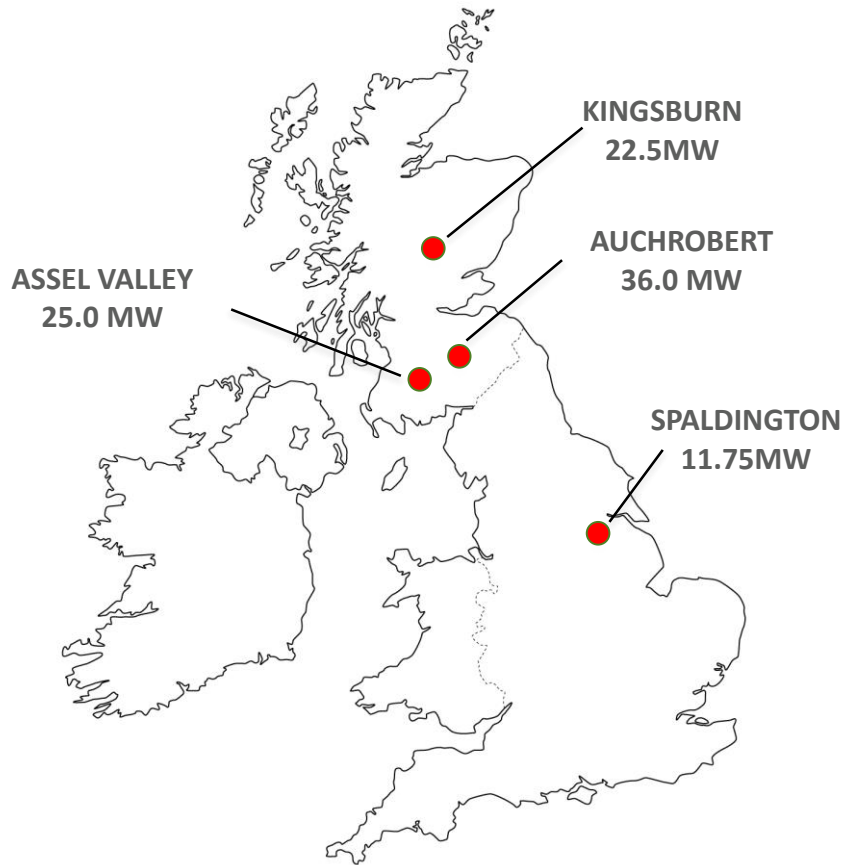 KINGSBURN
22.5MW
AUCHROBERT
36.0 MW
ASSEL VALLEY
25.0 MW
SPALDINGTON
11.75MW